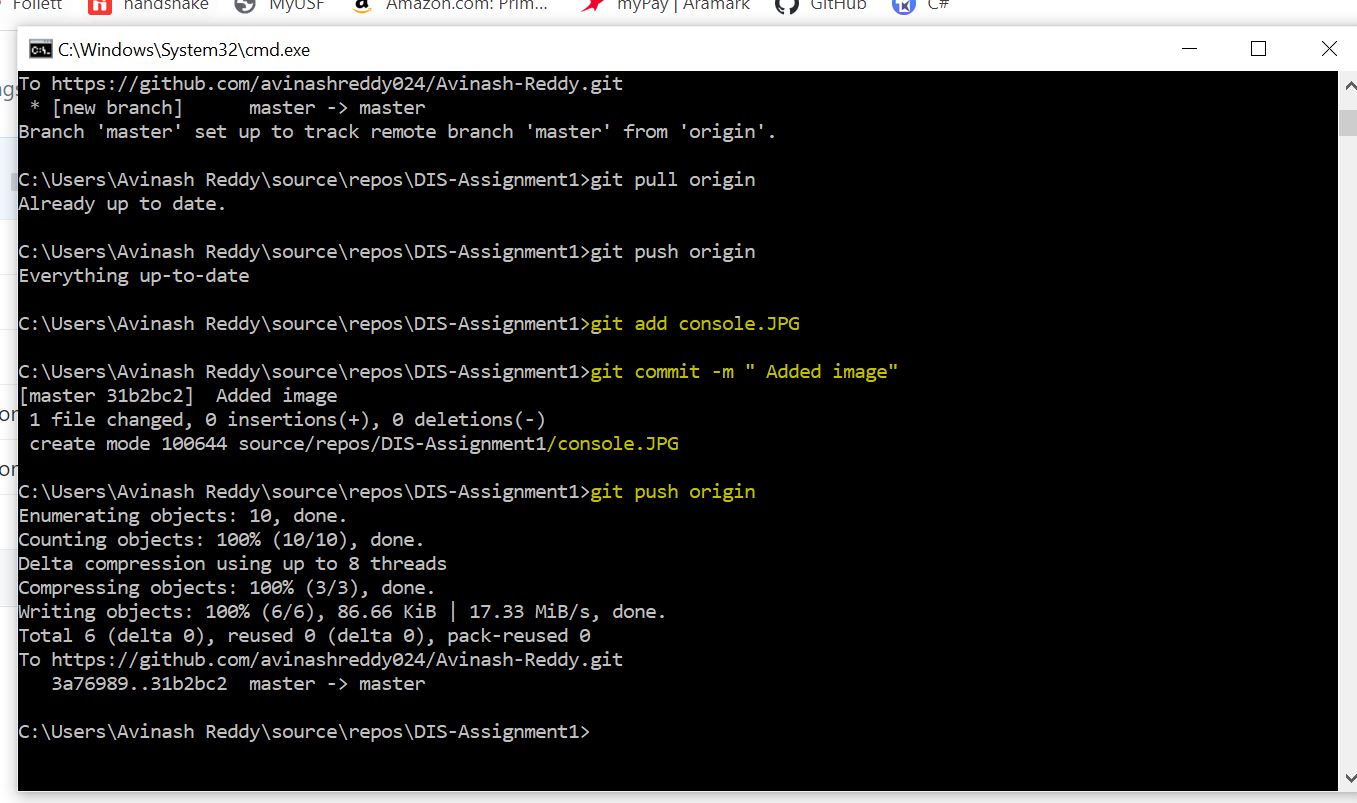 Follett handshake MyUSF Amazon.com: Prim... myPay | Aramark GitHub C#
C:\Windows\System32\cmd.exe
To https://github.com/avinashreddy024/Avinash-Reddy.git
 * [new branch]      master -> master
Branch 'master' set up to track remote branch 'master' from 'origin'.
C:\Users\Avinash Reddy\source\repos\DIS-Assignment1>git pull origin
Already up to date.
C:\Users\Avinash Reddy\source\repos\DIS-Assignment1>git push origin
Everything up-to-date
C:\Users\Avinash Reddy\source\repos\DIS-Assignment1>git add console.JPG
C:\Users\Avinash Reddy\source\repos\DIS-Assignment1>git commit -m " Added image"
[master 31b2bc2]  Added image
 1 file changed, 0 insertions(+), 0 deletions(-)
 create mode 100644 source/repos/DIS-Assignment1/console.JPG
C:\Users\Avinash Reddy\source\repos\DIS-Assignment1>git push origin
Enumerating objects: 10, done.
Counting objects: 100% (10/10), done.
Delta compression using up to 8 threads
Compressing objects: 100% (3/3), done.
Writing objects: 100% (6/6), 86.66 KiB | 17.33 MiB/s, done.
Total 6 (delta 0), reused 0 (delta 0), pack-reused 0
To https://github.com/avinashreddy024/Avinash-Reddy.git
   3a76989..31b2bc2  master -> master
C:\Users\Avinash Reddy\source\repos\DIS-Assignment1>